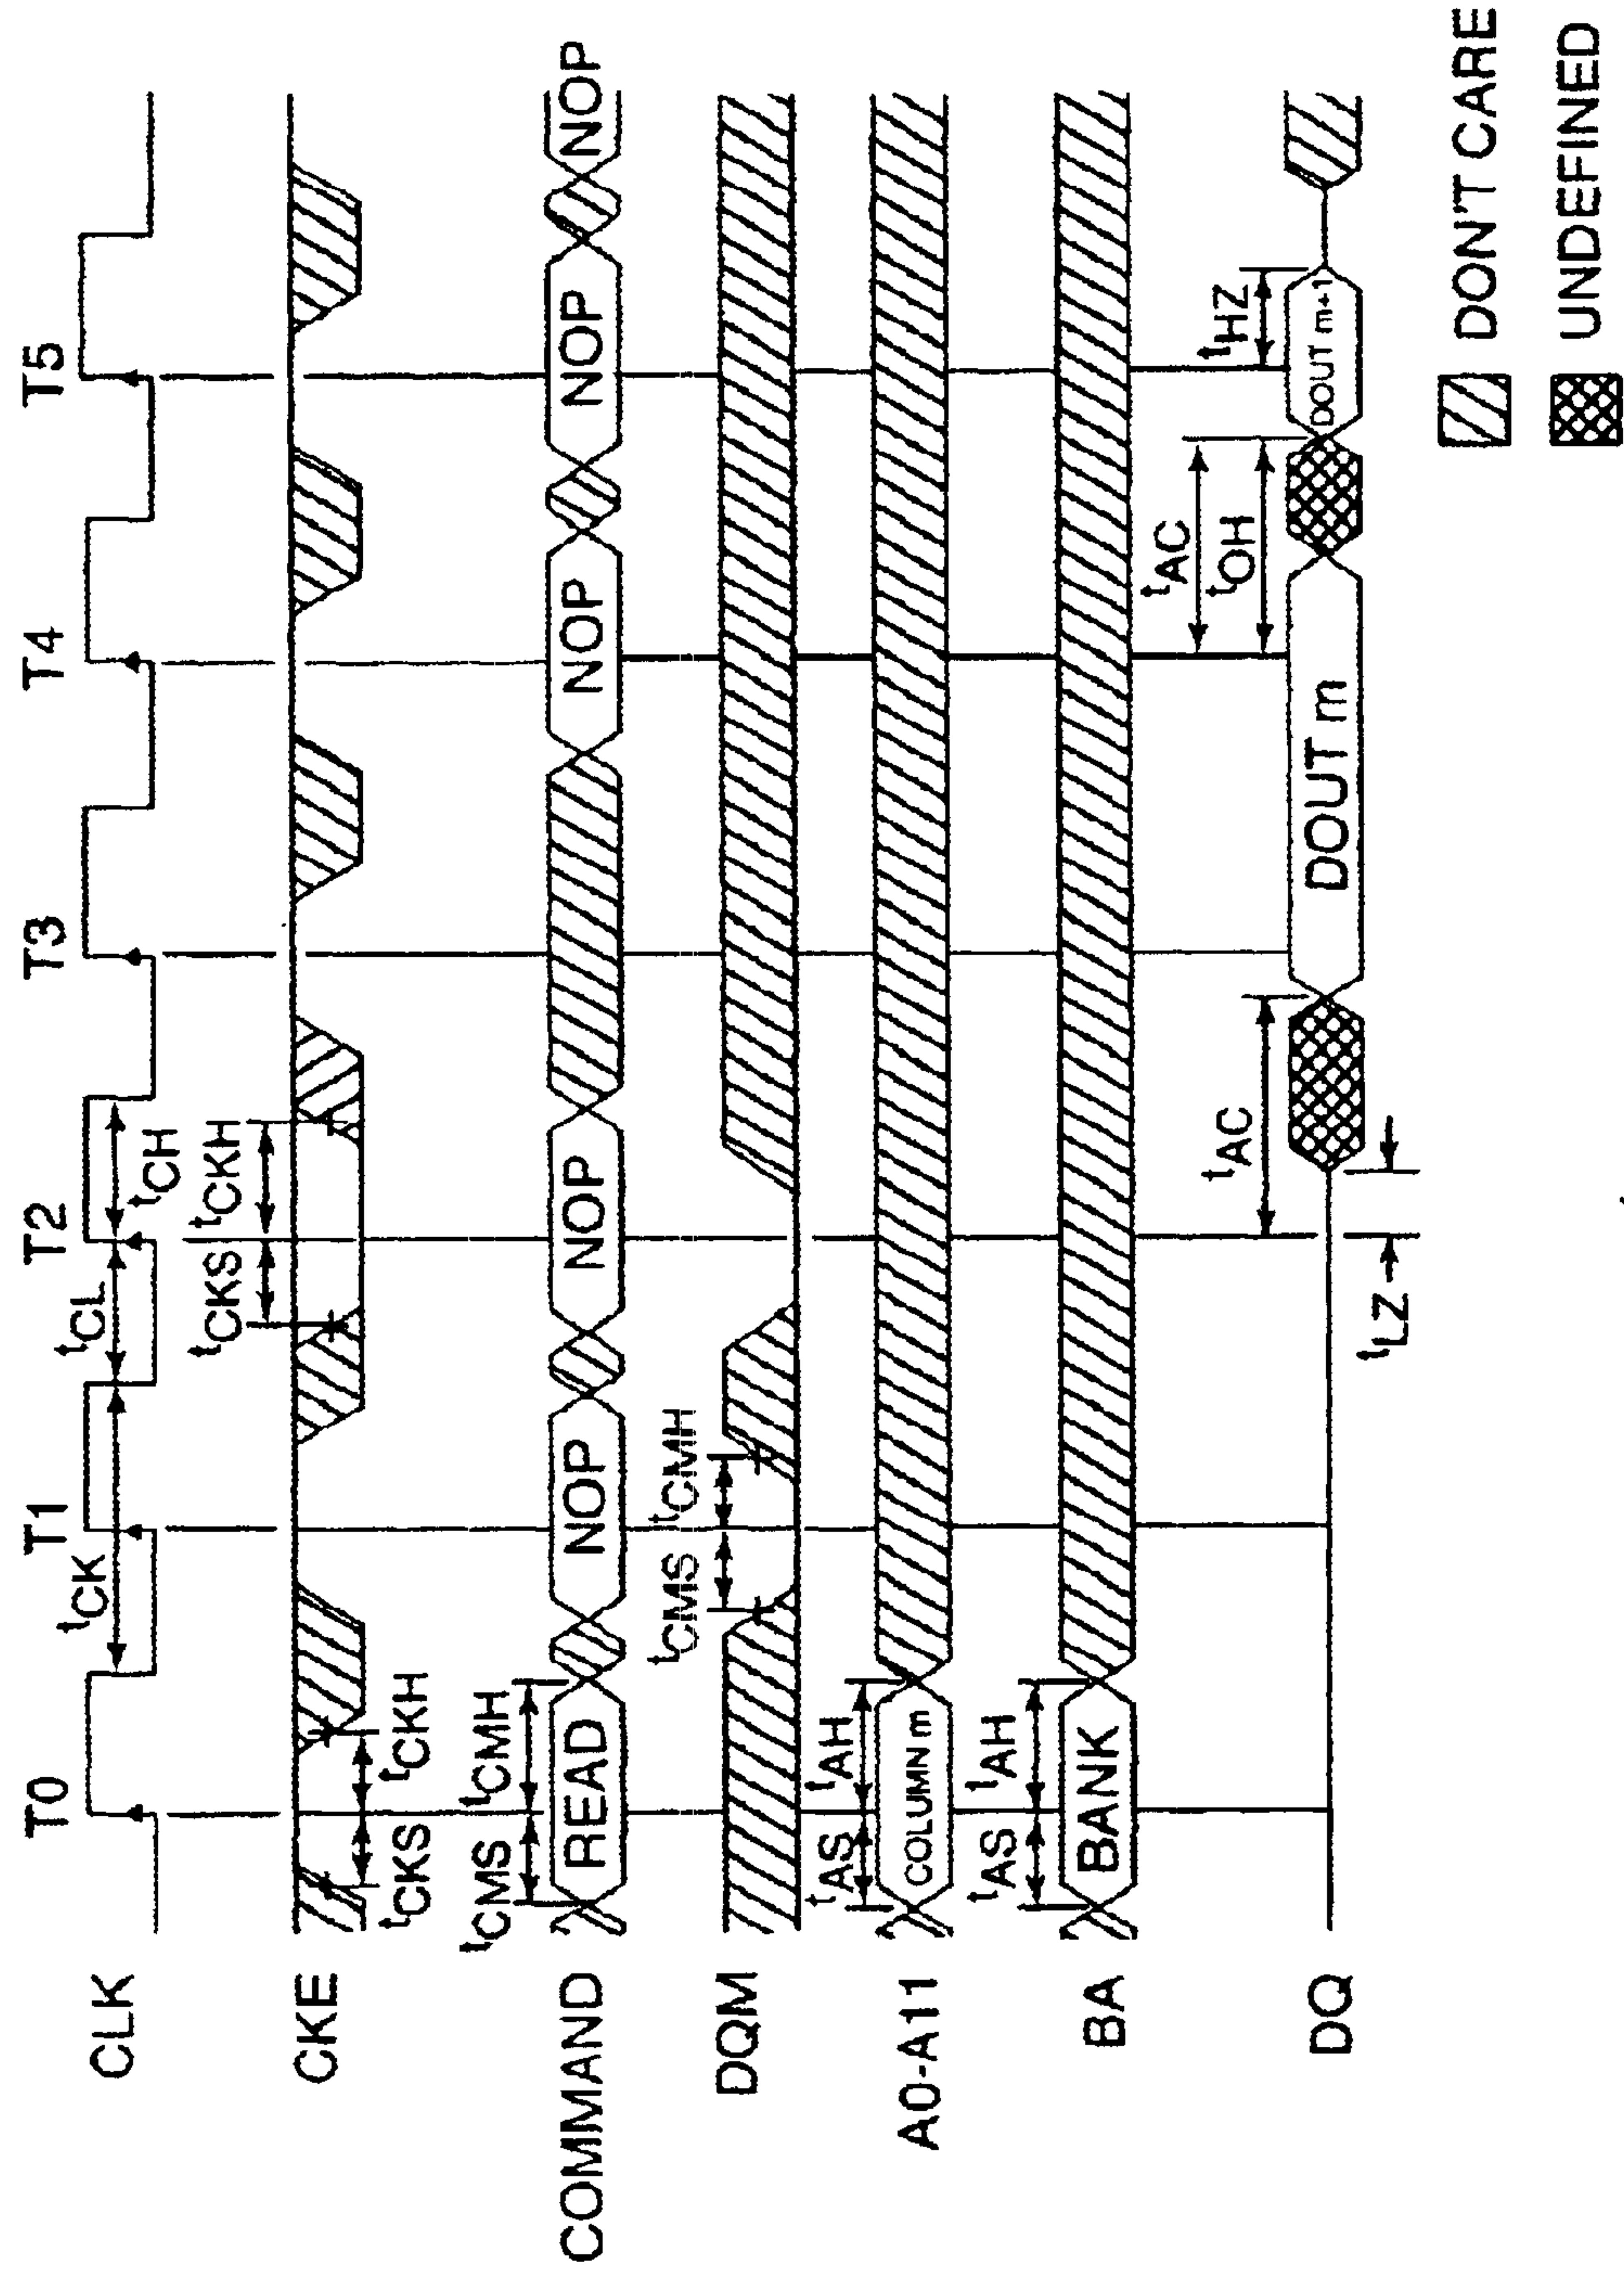 T0 T1 T2 T3 T4 T5
CLK
tCK tCL tCH
CKE
tCKS tCKH tCKS tCKH
tCMS tCMH
COMMAND READ NOP NOP NOP NOP NOP
tCMS tCMH
DQM
tAS tAH
A0-A11 COLUMN m
tAS tAH
BA BANK
tAC tAC
tOH tHZ
DQ DOUT m DOUT m+1
tLZ
DON'T CARE
UNDEFINED